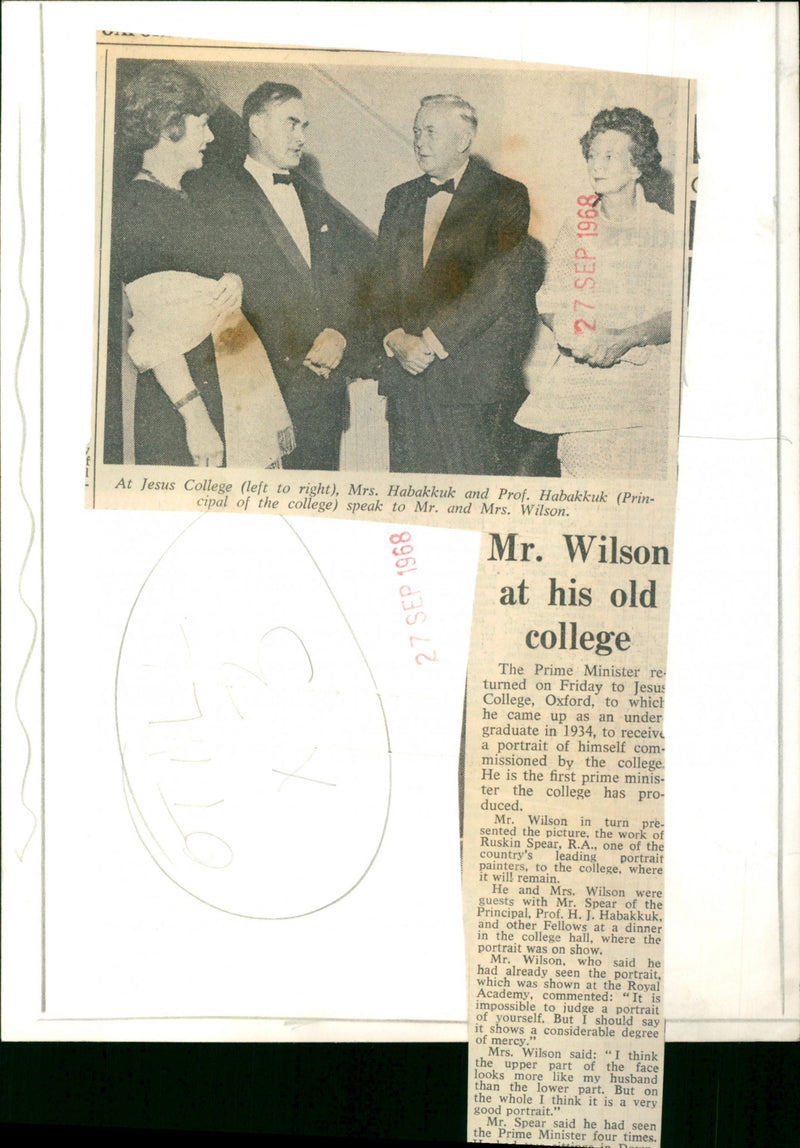 27 SEP 1968
At Jesus College (left to right), Mrs. Habakkuk and Prof. Habakkuk (Prin-
cipal of the college) speak to Mr. and Mrs. Wilson.
27 SEP 1968
Mr. Wilson
at his old
college
The Prime Minister re-
turned on Friday to Jesus
College, Oxford, to which
he came up as an under
graduate in 1934, to receive
a portrait of himself com-
missioned by the college.
He is the first prime minis-
ter the college has pro-
duced.
Mr. Wilson in turn pre-
sented the picture, the work of
Ruskin Spear, R.A., one of the
country's leading portrait
painters, to the college, where
it will remain.
He and Mrs. Wilson were
guests with Mr. Spear of the
Principal, Prof. H. J. Habakkuk,
and other Fellows at a dinner
in the college hall, where the
portrait was on show.
Mr. Wilson, who said he
had already seen the portrait,
which was shown at the Royal
Academy, commented: "It is
impossible to judge a portrait
of yourself. But I should say
it shows a considerable degree
of mercy."
Mrs. Wilson said: "I think
the upper part of the face
looks more like my husband
than the lower part. But on
the whole I think it is a very
good portrait."
Mr. Spear said he had seen
the Prime Minister four times.